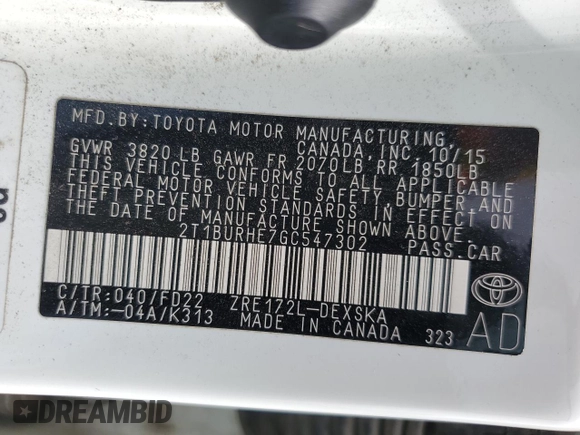 MFD. BY: TOYOTA MOTOR MANUFACTURING,
CANADA, INC. 10/15
GVWR 3820 LB GAWR FR 2070LB RR 1850LB
THIS VEHICLE CONFORMS TO ALL APPLICABLE
FEDERAL MOTOR VEHICLE SAFETY, BUMPER, AND
THEFT PREVENTION STANDARDS IN EFFECT ON
THE DATE OF MANUFACTURE SHOWN ABOVE.
2T1BURHE7GC547302 PASS.CAR
C/TR: 040/FD22 ZRE172L-DEXSKA
A/TM:-04A/K313 MADE IN CANADA 323
AD
DREAMBID